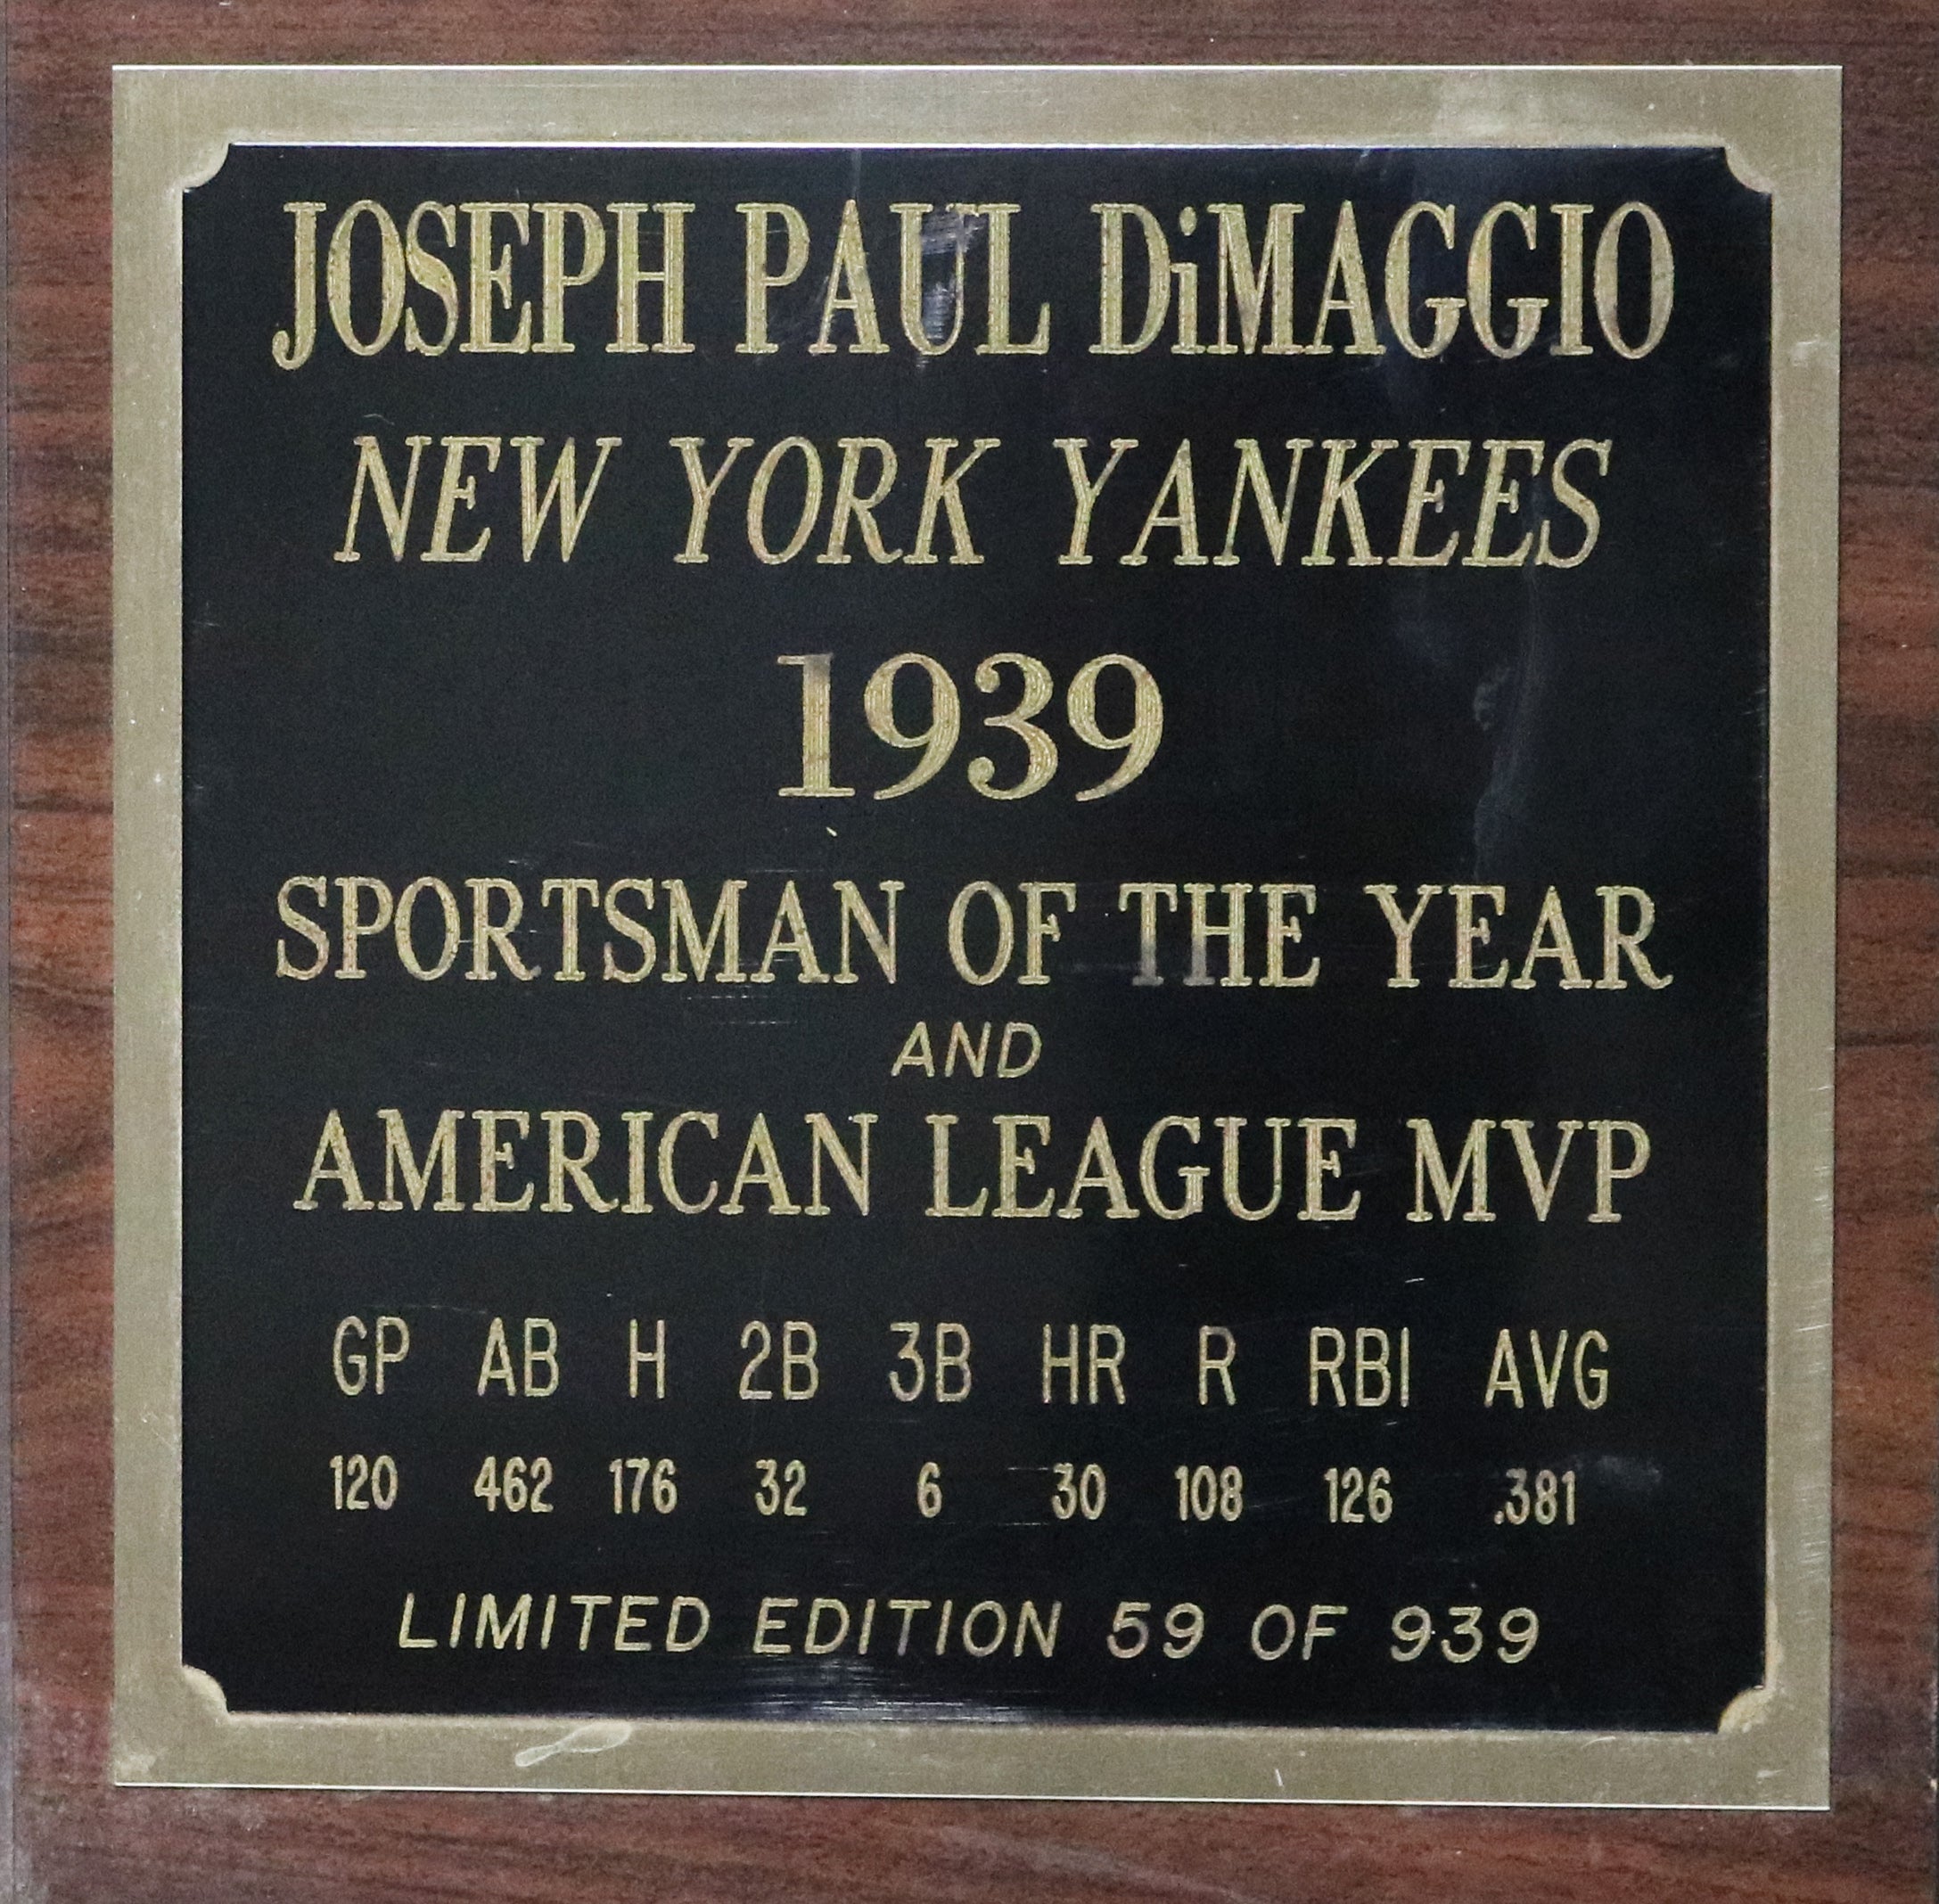 JOSEPH PAUL DiMAGGIO
NEW YORK YANKEES
1939
SPORTSMAN OF THE YEAR
AND
AMERICAN LEAGUE MVP
GP AB H 2B 3B HR R RBI AVG
120 462 176 32 6 30 108 126 .381
LIMITED EDITION 59 OF 939